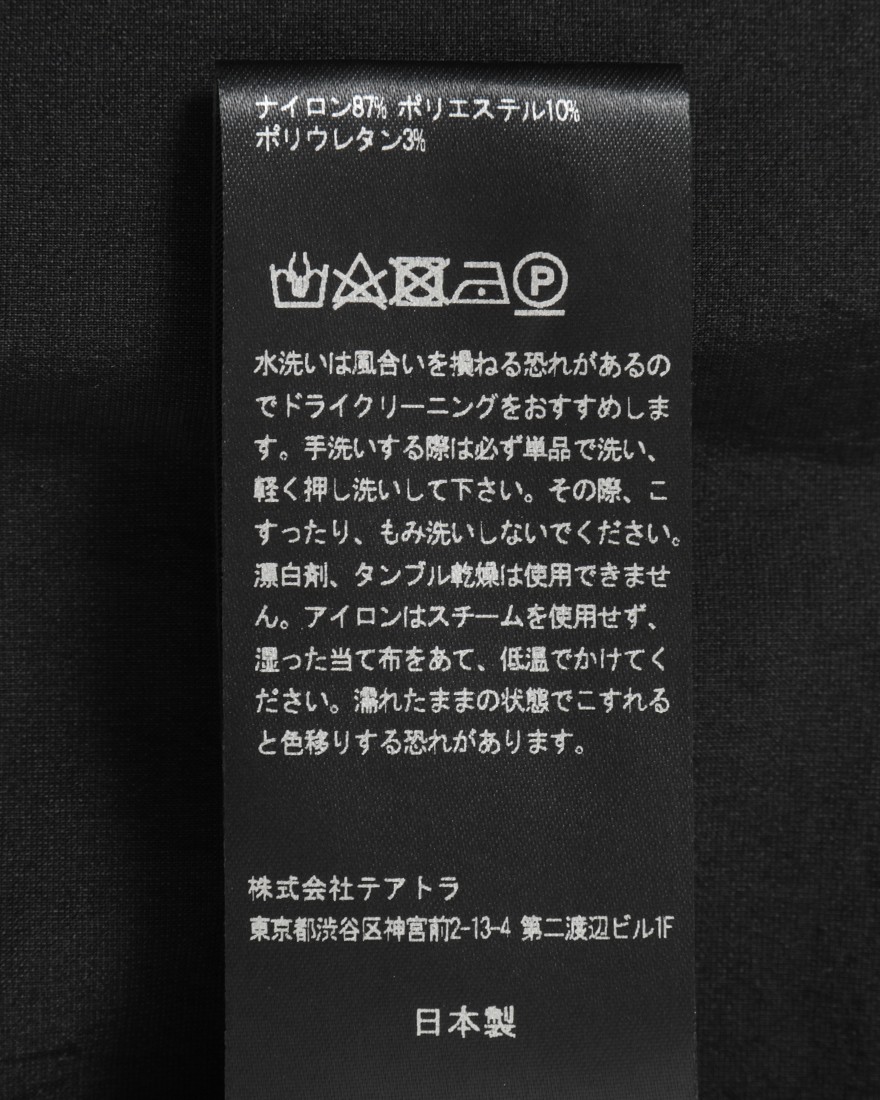 ナイロン87% ポリエステル10%
ポリウレタン3%
P
水洗いは風合いを損ねる恐れがあるの
でドライクリーニングをおすすめしま
す。手洗いする際は必ず単品で洗い、
軽く押し洗いして下さい。その際、こ
すったり、もみ洗いしないでください。
漂白剤、タンブル乾燥は使用できませ
ん。アイロンはスチームを使用せず、
湿った当て布をあて、低温でかけてく
ださい。濡れたままの状態でこすれる
と色移りする恐れがあります。
株式会社テアトラ
東京都渋谷区神宮前2-13-4 第二渡辺ビル1F
日本製